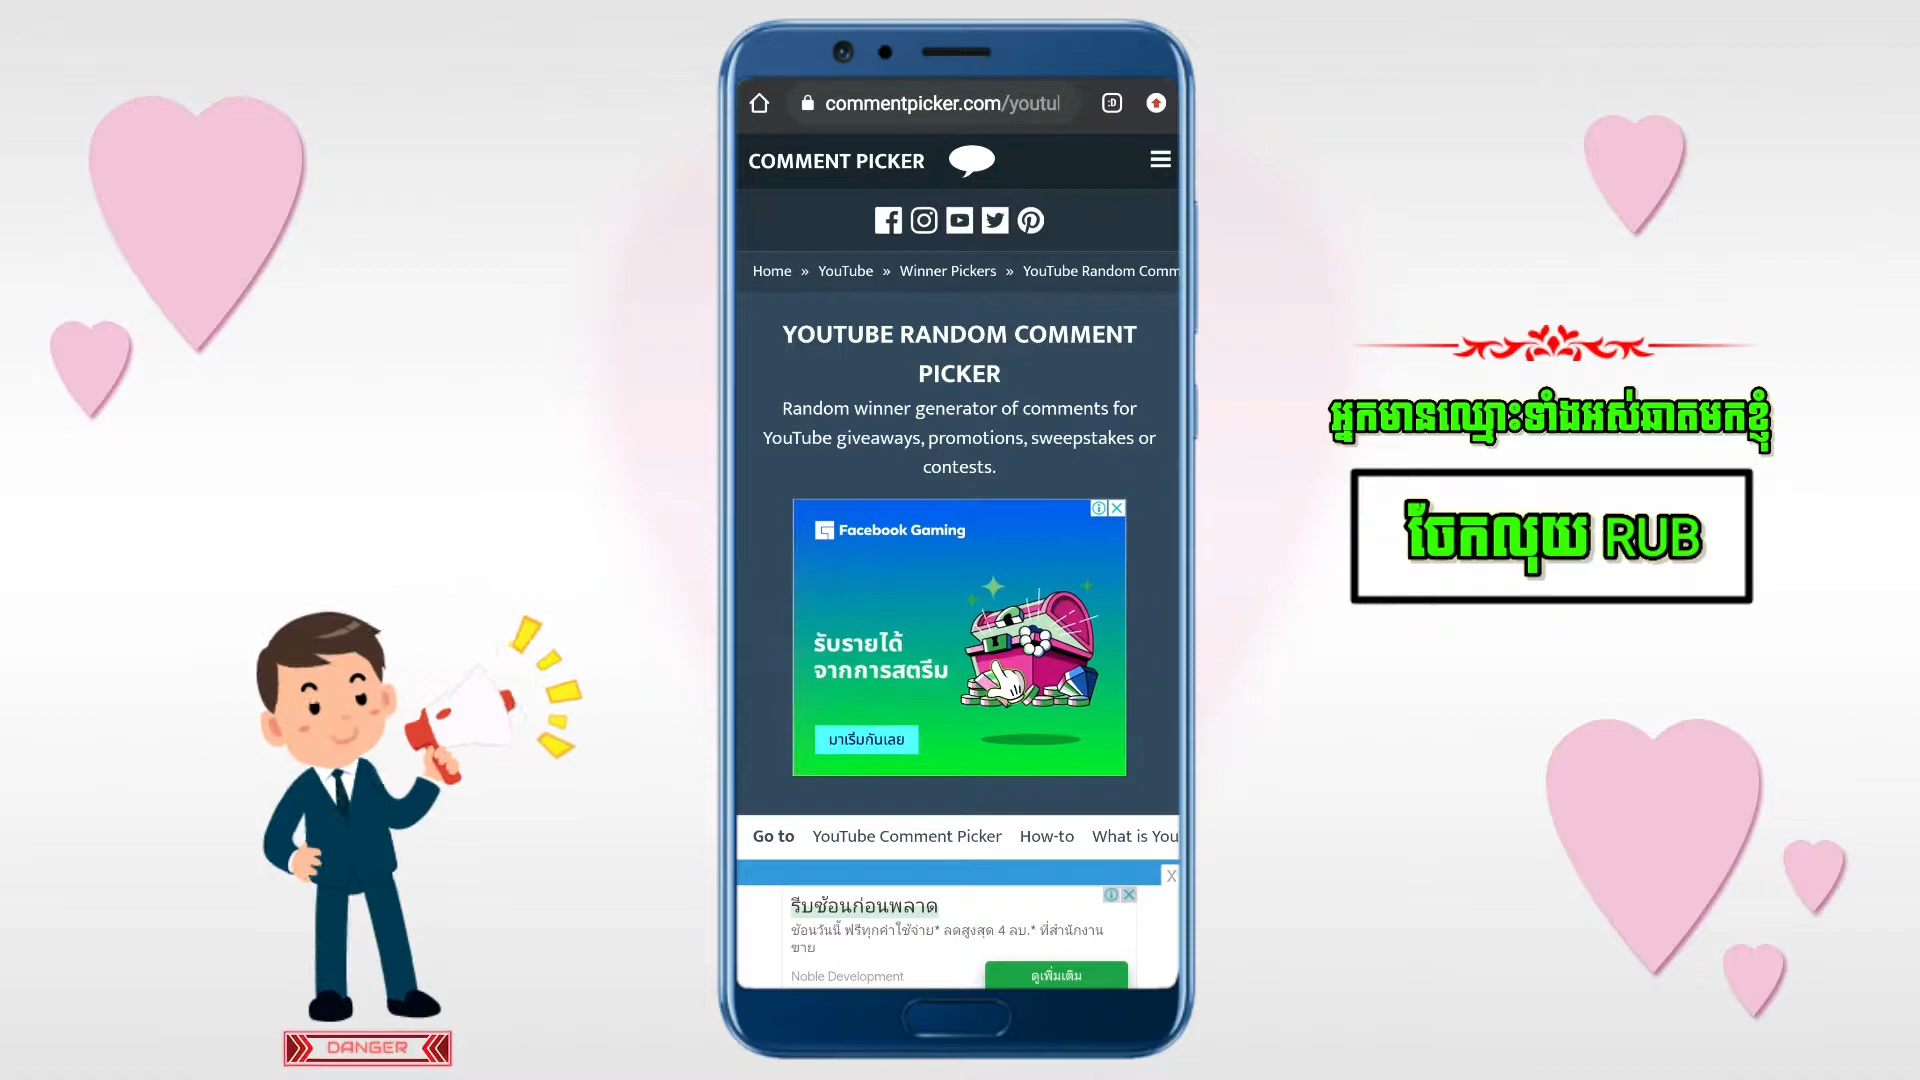 commentpicker.com/youtul
:D
COMMENT PICKER
Home » YouTube » Winner Pickers » YouTube Random Comm
YOUTUBE RANDOM COMMENT
PICKER
Random winner generator of comments for
YouTube giveaways, promotions, sweepstakes or
contests.
Facebook Gaming
รับรายได้
จากการสตรีม
มาเริ่มกันเลย
Go to YouTube Comment Picker How-to What is You
X
รีบช้อนก่อนพลาด
ช้อนวันนี้ ฟรีทุกค่าใช้จ่าย* ลดสูงสุด 4 ลบ.* ที่สำนักงาน
ขาย
Noble Development
ดูเพิ่มเติม
អ្នកមានឈ្មោះទាំងអស់ឆាតមកខ្ញុំ
ចែកលុយ RUB
DANGER